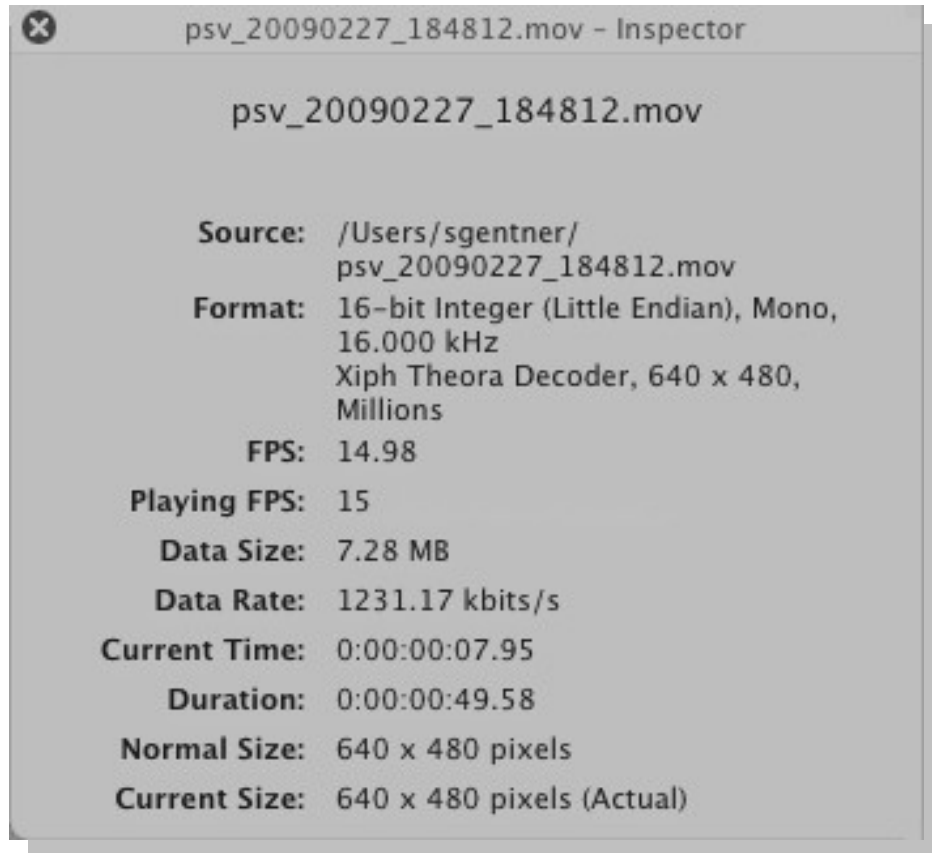 psv_20090227_184812.mov – Inspector
psv_20090227_184812.mov
Source: /Users/sgentner/
psv_20090227_184812.mov
Format: 16-bit Integer (Little Endian), Mono,
16.000 kHz
Xiph Theora Decoder, 640 x 480,
Millions
FPS: 14.98
Playing FPS: 15
Data Size: 7.28 MB
Data Rate: 1231.17 kbits/s
Current Time: 0:00:00:07.95
Duration: 0:00:00:49.58
Normal Size: 640 x 480 pixels
Current Size: 640 x 480 pixels (Actual)